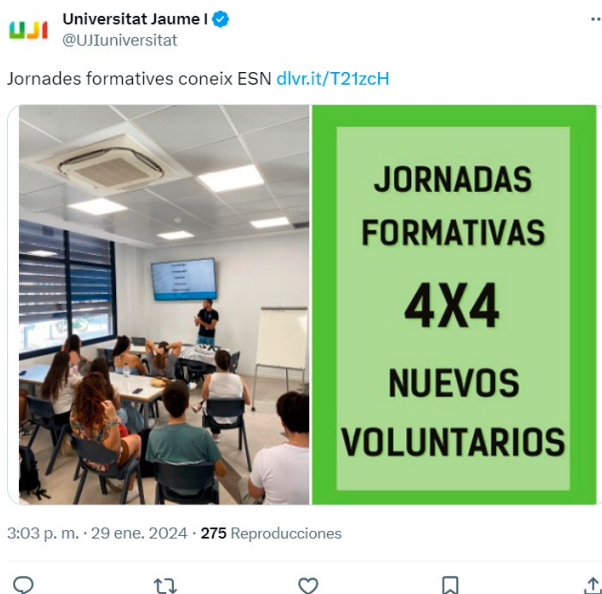 UJI
Universitat Jaume I
@UJIuniversitat
Jornades formatives coneix ESN dlvr.it/T21zcH
JORNADAS
FORMATIVAS
4X4
NUEVOS
VOLUNTARIOS
3:03 p. m. · 29 ene. 2024 · 275 Reproducciones